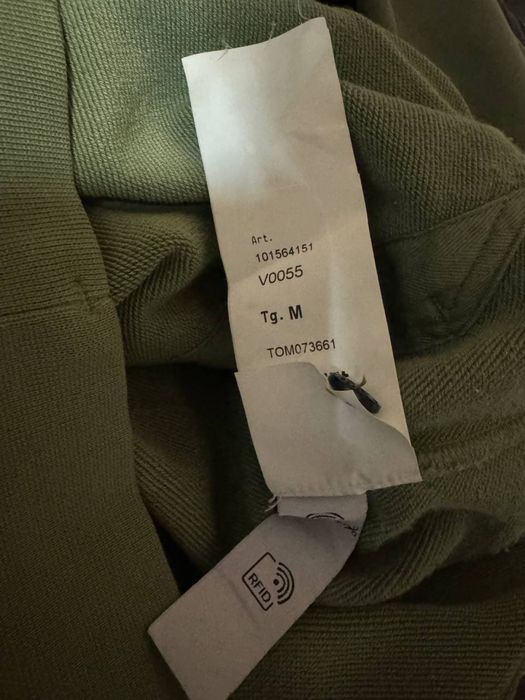 Art.
101564151
V0055
Tg. M
TOM073661
RFID